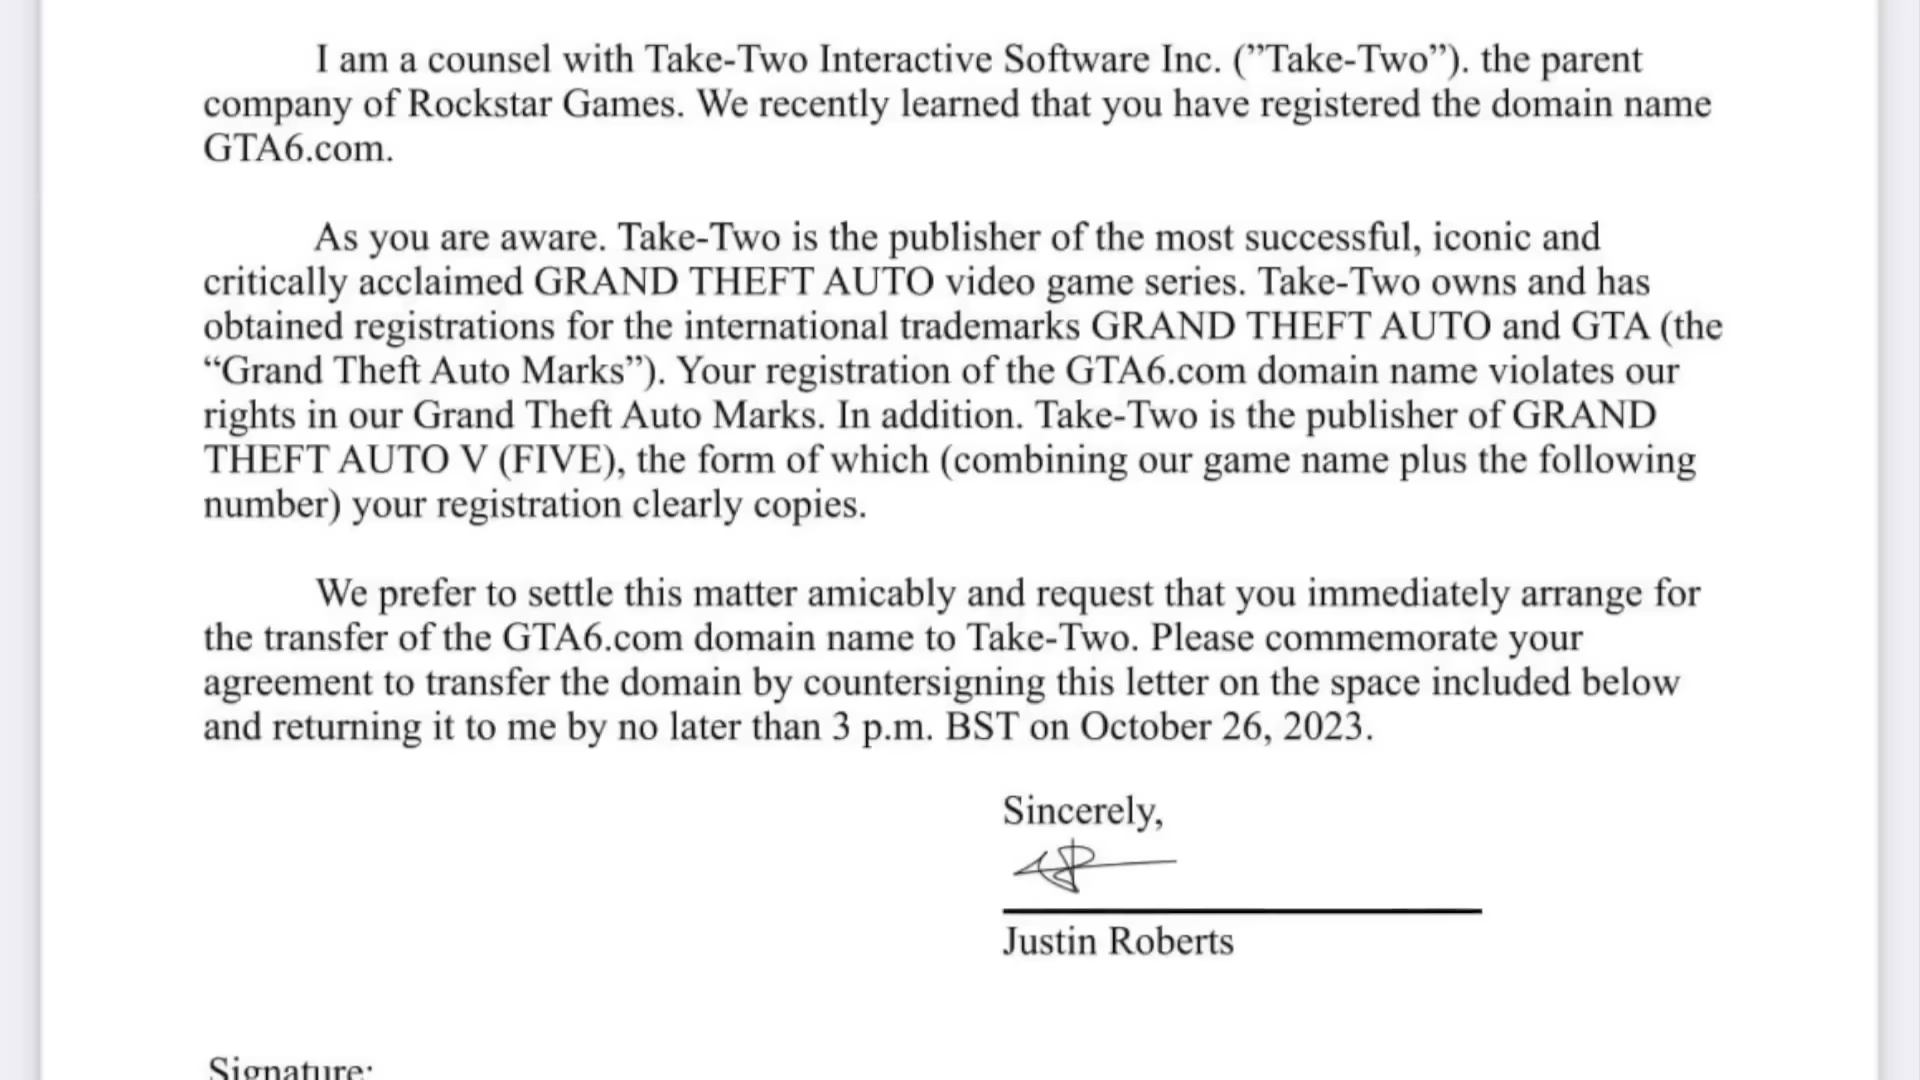 I am a counsel with Take-Two Interactive Software Inc. (”Take-Two”). the parent
company of Rockstar Games. We recently learned that you have registered the domain name
GTA6.com.
As you are aware. Take-Two is the publisher of the most successful, iconic and
critically acclaimed GRAND THEFT AUTO video game series. Take-Two owns and has
obtained registrations for the international trademarks GRAND THEFT AUTO and GTA (the
“Grand Theft Auto Marks”). Your registration of the GTA6.com domain name violates our
rights in our Grand Theft Auto Marks. In addition. Take-Two is the publisher of GRAND
THEFT AUTO V (FIVE), the form of which (combining our game name plus the following
number) your registration clearly copies.
We prefer to settle this matter amicably and request that you immediately arrange for
the transfer of the GTA6.com domain name to Take-Two. Please commemorate your
agreement to transfer the domain by countersigning this letter on the space included below
and returning it to me by no later than 3 p.m. BST on October 26, 2023.
Sincerely,
Justin Roberts
Signature: